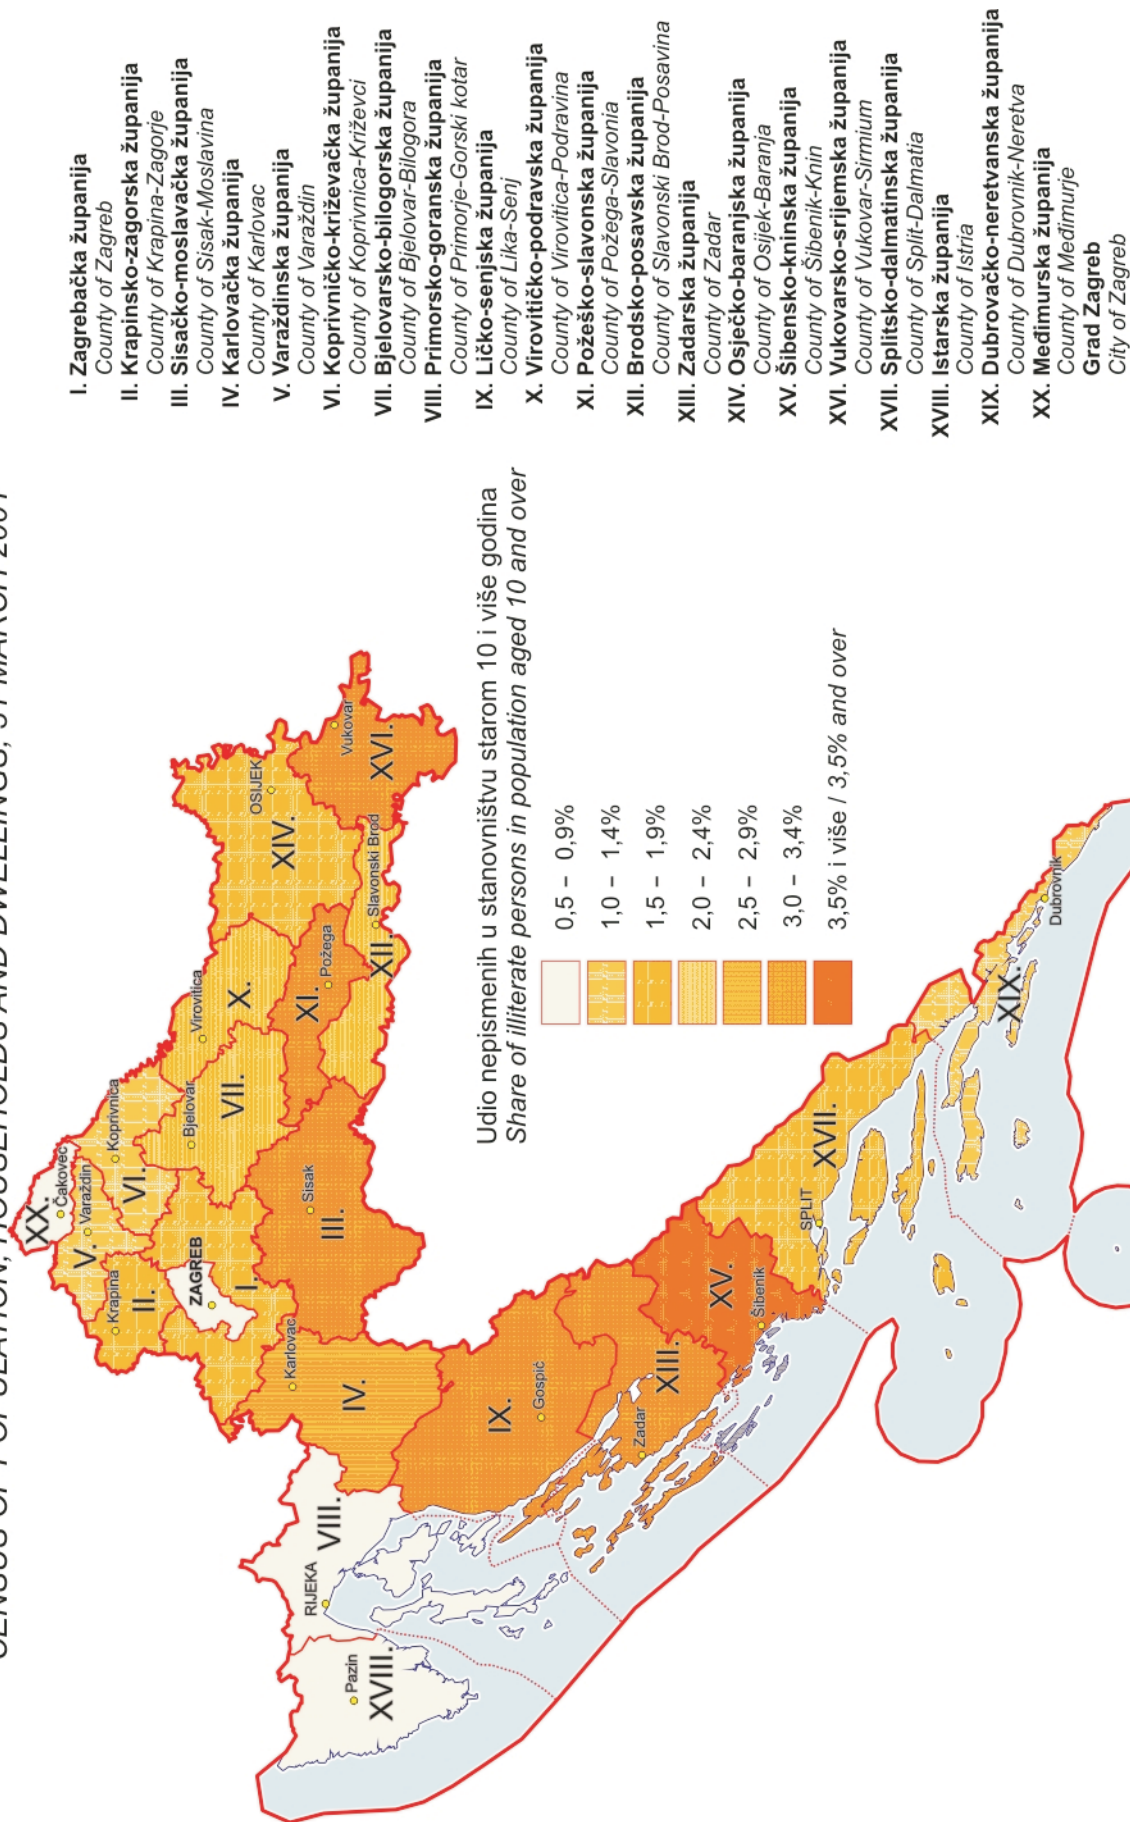 I. Zagrebačka županija
County of Zagreb
II. Krapinsko-zagorska županija
County of Krapina-Zagorje
III. Sisačko-moslavačka županija
County of Sisak-Moslavina
IV. Karlovačka županija
County of Karlovac
V. Varaždinska županija
County of Varaždin
VI. Koprivničko-križevačka županija
County of Koprivnica-Križevci
VII. Bjelovarsko-bilogorska županija
County of Bjelovar-Bilogora
VIII. Primorsko-goranska županija
County of Primorje-Gorski kotar
IX. Ličko-senjska županija
County of Lika-Senj
X. Virovitičko-podravska županija
County of Virovitica-Podravina
XI. Požeško-slavonska županija
County of Požega-Slavonia
XII. Brodsko-posavska županija
County of Slavonski Brod-Posavina
XIII. Zadarska županija
County of Zadar
XIV. Osječko-baranjska županija
County of Osijek-Baranja
XV. Šibensko-kninska županija
County of Šibenik-Knin
XVI. Vukovarsko-srijemska županija
County of Vukovar-Sirmium
XVII. Splitsko-dalmatinska županija
County of Split-Dalmatia
XVIII. Istarska županija
County of Istria
XIX. Dubrovačko-neretvanska županija
County of Dubrovnik-Neretva
XX. Međimurska županija
County of Međimurje
Grad Zagreb
City of Zagreb
Udio nepismenih u stanovništvu starom 10 i više godina
Share of illiterate persons in population aged 10 and over
0,5 – 0,9%
1,0 – 1,4%
1,5 – 1,9%
2,0 – 2,4%
2,5 – 2,9%
3,0 – 3,4%
3,5% i više / 3,5% and over
XX.
Čakovec
V.
Varaždin
Krapina
II.
VI.
Koprivnica
ZAGREB
I.
Bjelovar
VII.
Virovitica
X.
XIV.
OSIJEK
Vukovar
XVI.
XI.
Požega
XII.
Slavonski Brod
Sisak
III.
Karlovac
IV.
RIJEKA
VIII.
Pazin
XVIII.
IX.
Gospić
Zadar
XIII.
XV.
Šibenik
SPLIT
XVII.
XIX.
Dubrovnik